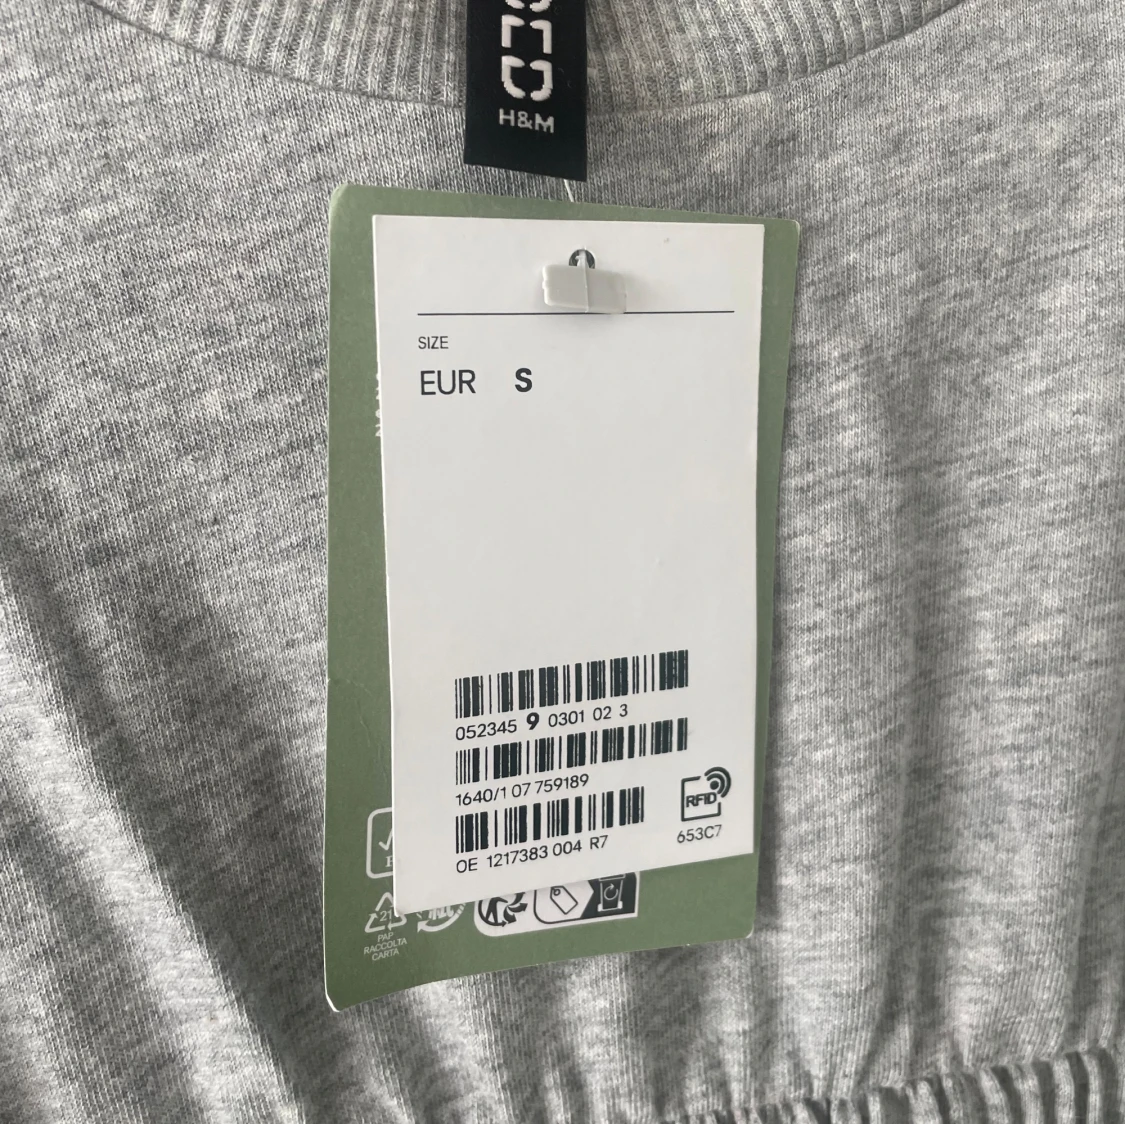 H&M
SIZE
EUR S
052345 9 0301 02 3
1640/1 07 759189
OE 1217383 004 R7
RFID
653C7
21
PAP
RACCOLTA
CARTA